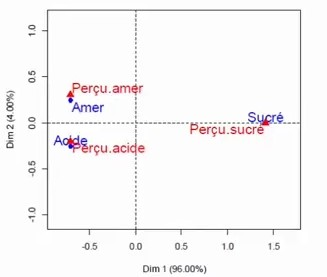 1.0
0.5
0.0
-0.5
-1.0
Dim 2 (4.00%)
Perçu.amer
Amer
Sucré
Perçu.sucré
Acide
Perçu.acide
-0.5 0.0 0.5 1.0 1.5
Dim 1 (96.00%)